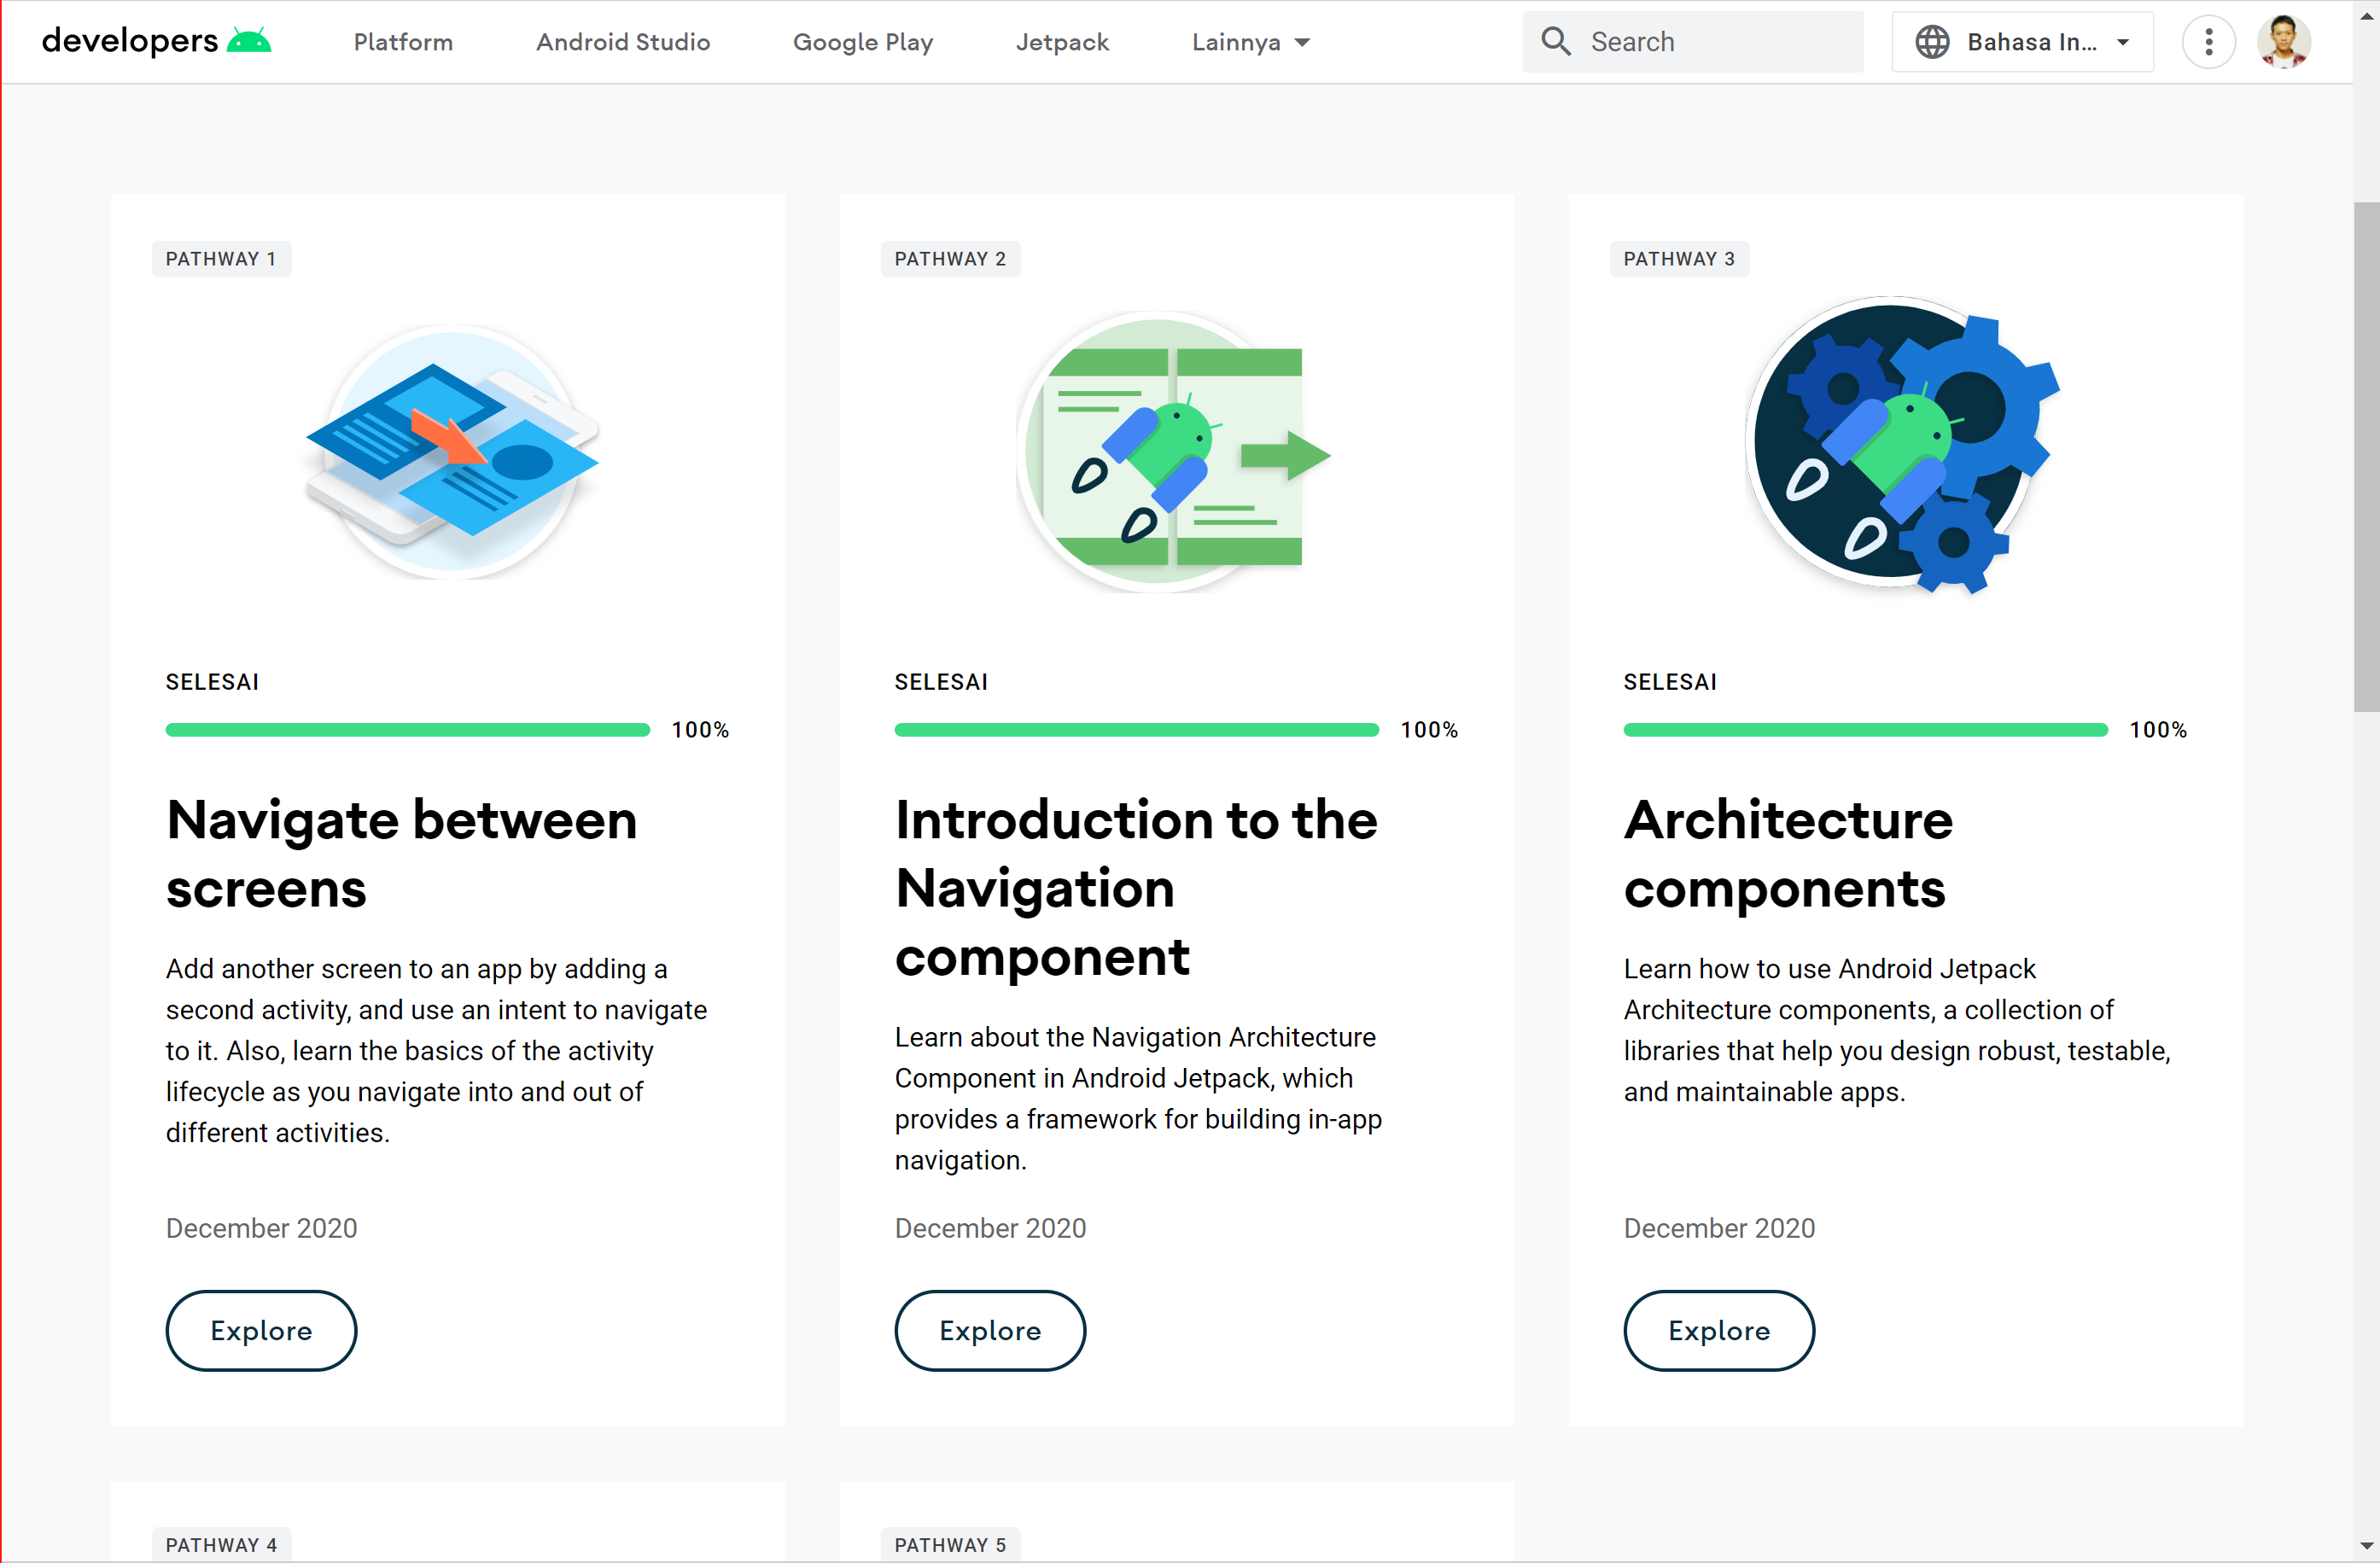 developers
Platform
Android Studio
Google Play
Jetpack
Lainnya
Search
Bahasa In...
PATHWAY 1
SELESAI
100%
Navigate between
screens
Add another screen to an app by adding a
second activity, and use an intent to navigate
to it. Also, learn the basics of the activity
lifecycle as you navigate into and out of
different activities.
December 2020
Explore
PATHWAY 2
SELESAI
100%
Introduction to the
Navigation
component
Learn about the Navigation Architecture
Component in Android Jetpack, which
provides a framework for building in-app
navigation.
December 2020
Explore
PATHWAY 3
SELESAI
100%
Architecture
components
Learn how to use Android Jetpack
Architecture components, a collection of
libraries that help you design robust, testable,
and maintainable apps.
December 2020
Explore
PATHWAY 4
PATHWAY 5